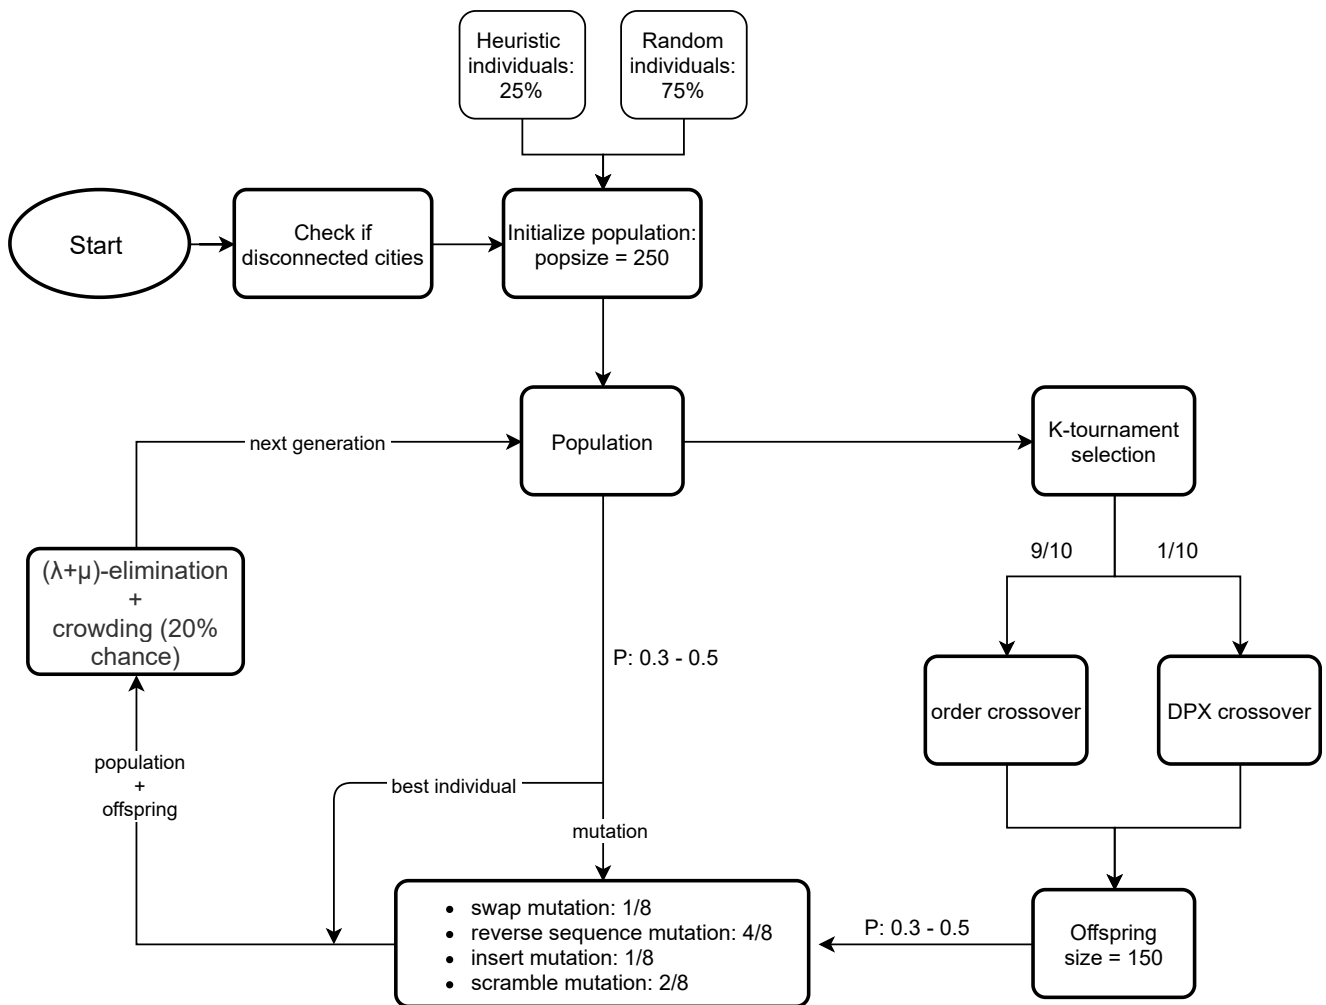 Heuristic
individuals:
25%
Random
individuals:
75%
Start
Check if
disconnected cities
Initialize population:
popsize = 250
next generation
Population
K-tournament
selection
9/10
1/10
(λ+μ)-elimination
+
crowding (20%
chance)
P: 0.3 - 0.5
order crossover
DPX crossover
population
+
offspring
best individual
mutation
• swap mutation: 1/8
• reverse sequence mutation: 4/8
• insert mutation: 1/8
• scramble mutation: 2/8
P: 0.3 - 0.5
Offspring
size = 150